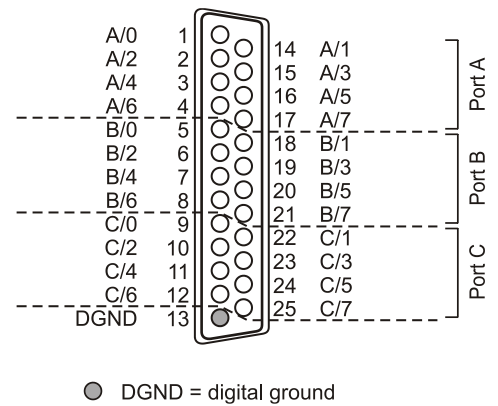 A/0 1
14 A/1
A/2 2
15 A/3
A/4 3
16 A/5
A/6 4
17 A/7
Port A
B/0 5
18 B/1
B/2 6
19 B/3
B/4 7
20 B/5
B/6 8
21 B/7
Port B
C/0 9
22 C/1
C/2 10
23 C/3
C/4 11
24 C/5
C/6 12
25 C/7
Port C
DGND 13
DGND = digital ground